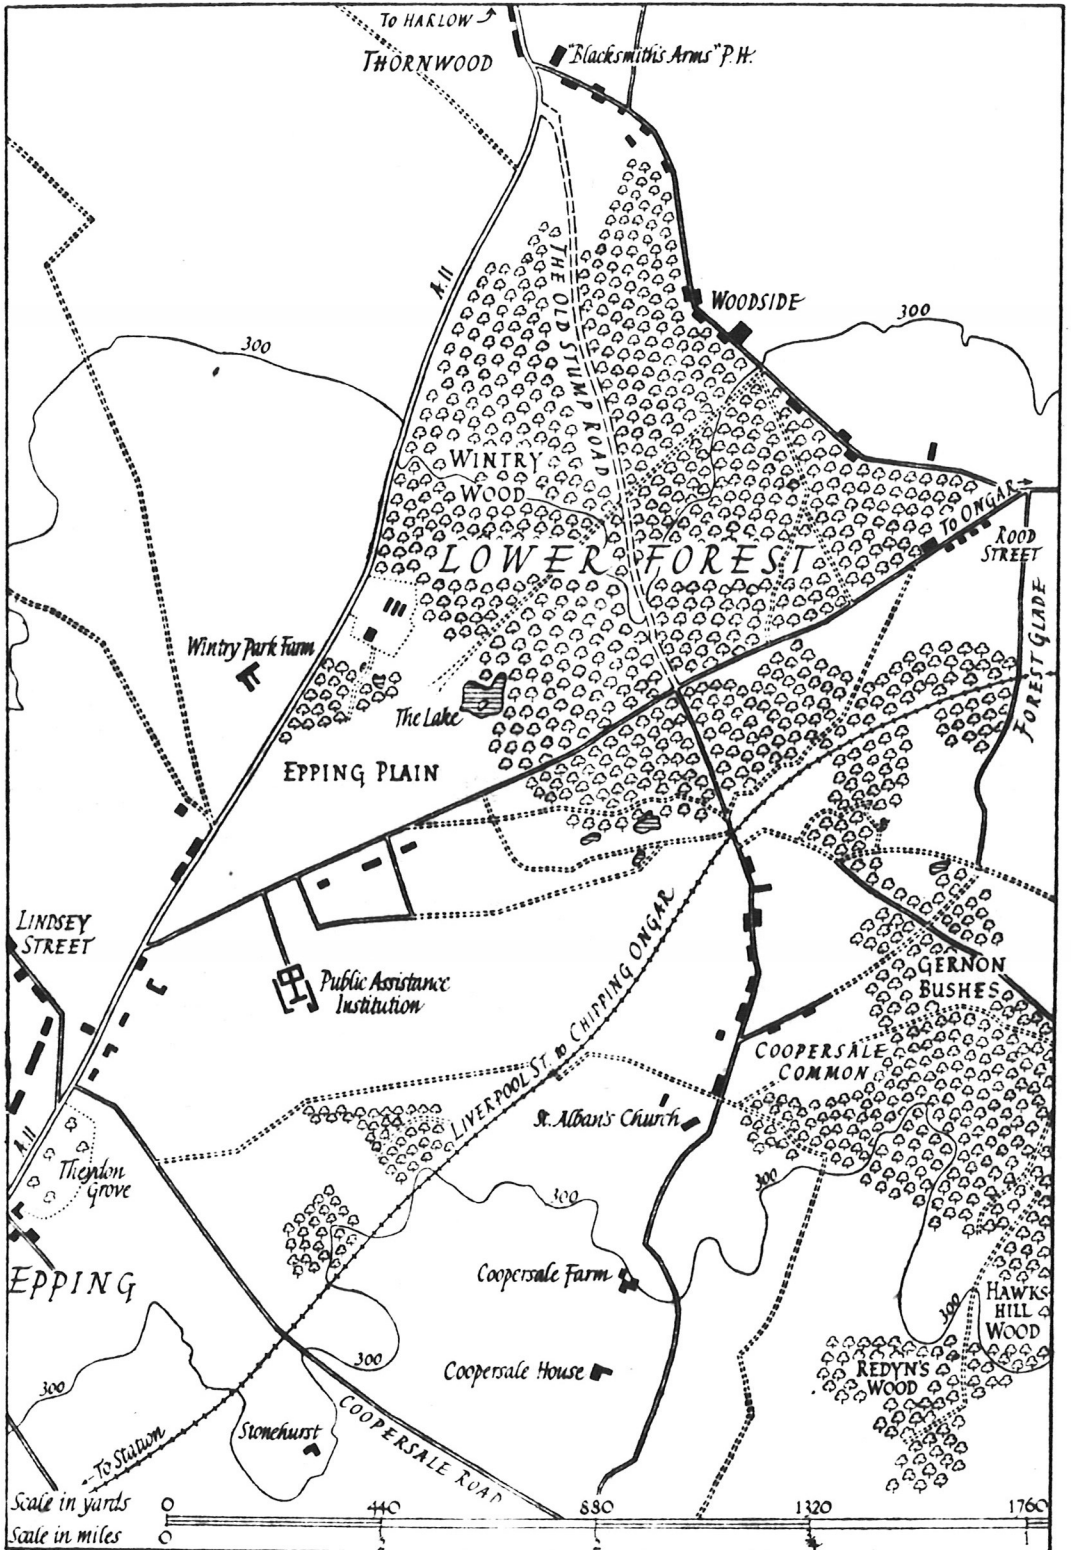 To HARLOW
THORNWOOD
"Blacksmith's Arms" P.H.
A.11
THE OLD STUMP ROAD
WOODSIDE
300
300
WINTRY
WOOD
LOWER FOREST
TO ONGAR
ROOD
STREET
FOREST GLADE
Wintry Park Farm
The Lake
EPPING PLAIN
LINDSEY
STREET
Public Assistance
Institution
LIVERPOOL ST. to CHIPPING ONGAR
GERNON
BUSHES
COOPERSALE
COMMON
St. Alban's Church
A.11
Theydon
Grove
300
300
EPPING
Coopersale Farm
300
HAWKS
HILL
WOOD
300
Coopersale House
REDYN'S
WOOD
300
COOPERSALE ROAD
Stonehurst
To Station
Scale in yards 0 440 880 1320 1760
Scale in miles 0 1